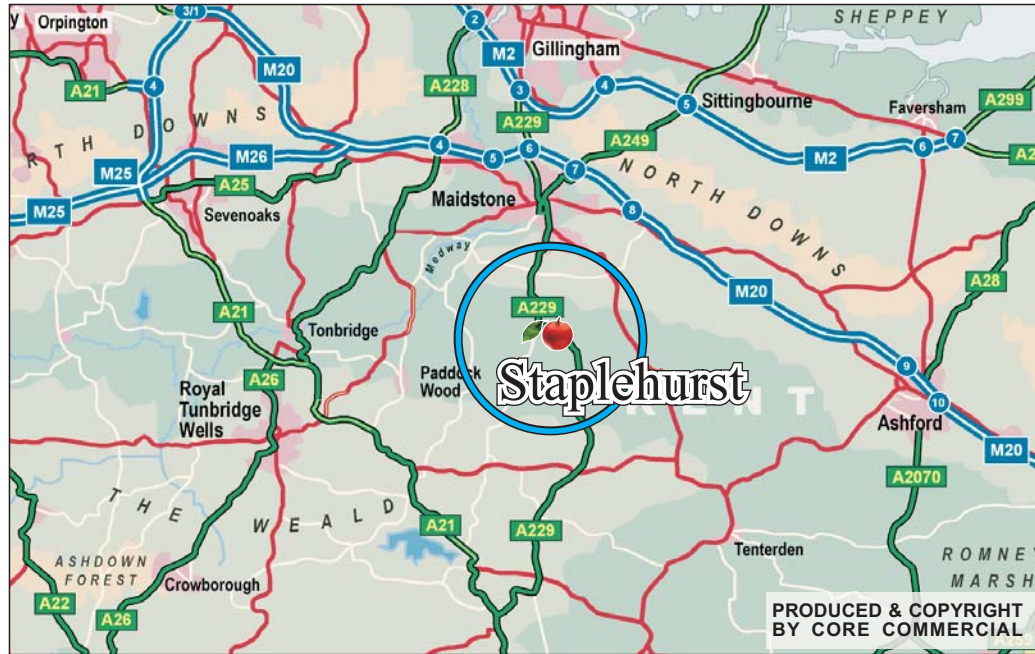 y
Orpington
3/1
2
SHEPPEY
M2
Gillingham
M20
A21
4
A228
3
4
5
Sittingbourne
A299
Faversham
RTH DOWNS
A229
A249
M26
4
5
6
7
M2
6
7
A2
M25
A25
NORTH DOWNS
Sevenoaks
Maidstone
8
M25
Medway
A28
M20
A21
A229
Tonbridge
Paddock
Wood
Staplehurst
9
A26
Royal
Tunbridge
Wells
KENT
10
Ashford
M20
A2070
THE WEALD
A21
A229
Tenterden
ASHDOWN
FOREST
Crowborough
ROMNEY
MARSH
A22
A26
PRODUCED & COPYRIGHT
BY CORE COMMERCIAL